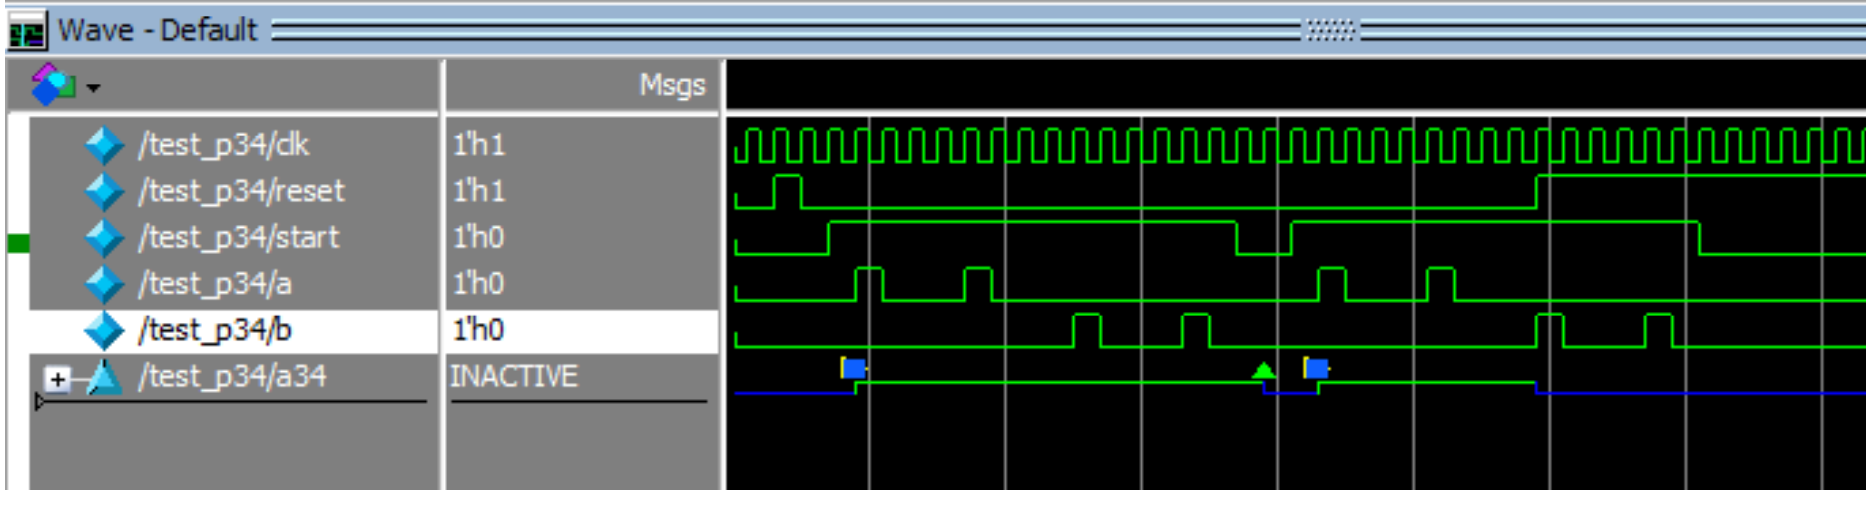 Wave - Default
Msgs
/test_p34/clk 1'h1
/test_p34/reset 1'h1
/test_p34/start 1'h0
/test_p34/a 1'h0
/test_p34/b 1'h0
/test_p34/a34 INACTIVE